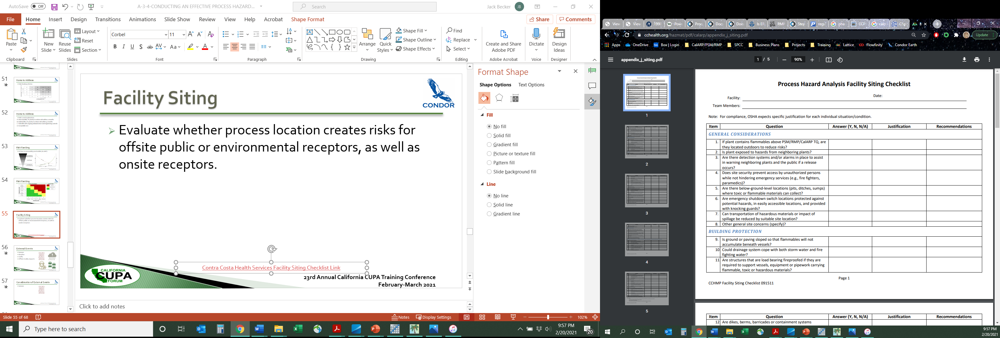 AutoSave Off
A-3-4-CONDUCTING AN EFFECTIVE PROCESS HAZARD...
Search
Jack Becker JB
File Home Insert Design Transitions Animations Slide Show Review View Help Acrobat Shape Format
Share Comments
Paste
New Slide
Reuse Slides
Layout
Reset
Section
Corbel 11
Shape Fill
Shape Outline
Shape Effects
Arrange
Quick Styles
Find
Replace
Select
Create and Share Adobe PDF
Dictate
Design Ideas
Clipboard Slides Font Paragraph Drawing Editing Adobe Acrobat Voice Designer
51
Items to Address
52
Items to Address
53
Risk Ranking
54
Risk Ranking
55
Facility Siting
56
External Events
57
Consideration of External Events
Facility Siting
CONDOR
Evaluate whether process location creates risks for
offsite public or environmental receptors, as well as
onsite receptors.
Contra Costa Health Services Facility Siting Checklist Link
CALIFORNIA
CUPA
FORUM
23rd Annual California CUPA Training Conference
February-March 2021
Click to add notes
Format Shape
Shape Options Text Options
Fill
No fill
Solid fill
Gradient fill
Picture or texture fill
Pattern fill
Slide background fill
Line
No line
Solid line
Gradient line
Slide 55 of 68
Notes Display Settings 102%
Type here to search
9:57 PM
2/20/2021
20
cchealth.org/hazmat/pdf/calarp/appendix_j_siting.pdf
Update
Apps OneDrive Box | Login CalARP/PSM/RMP SPCC Business Plans Projects Training Lattice Flowfinity Condor Earth
appendix_j_siting.pdf
1 / 5
90%
1
2
3
4
5
Process Hazard Analysis Facility Siting Checklist
Facility: Date:
Team Members:
Note: For compliance, OSHA expects specific justification for each individual situation/condition.
Item Question Answer (Y, N, N/A) Justification Recommendations
GENERAL CONSIDERATIONS
1. If plant contains flammables above PSM/RMP/CalARP TQ, are
they located outdoors to reduce risks?
2. Is plant exposed to hazards from neighboring plants?
3. Are there detection systems and/or alarms in place to assist
in warning neighboring plants and the public if a release
occurs?
4. Does site security prevent access by unauthorized persons
while not hindering emergency services (e.g., fire fighters,
paramedics)?
5. Are there below-ground-level locations (pits, ditches, sumps)
where toxic or flammable materials can collect?
6. Are emergency shutdown switch locations protected against
potential hazards, in easily accessible locations, and provided
with knocking guards?
7. Can transportation of hazardous materials or impact of
spillage be reduced by suitable site location?
8. Other general site concerns (specify)?
BUILDING PROTECTION
9. Is ground or paving sloped so that flammables will not
accumulate beneath vessels?
10 Could drainage system cope with both storm water and fire
fighting water?
11 Are structures that are load bearing fireproofed if they are
required to support vessels, equipment or pipework carrying
flammable, toxic or hazardous materials?
Page 1
CCHMP Facility Siting Checklist 091511
Item Question Answer (Y, N, N/A) Justification Recommendations
12 Are dikes, berms, barricades or containment systems
9:57 PM
2/20/2021